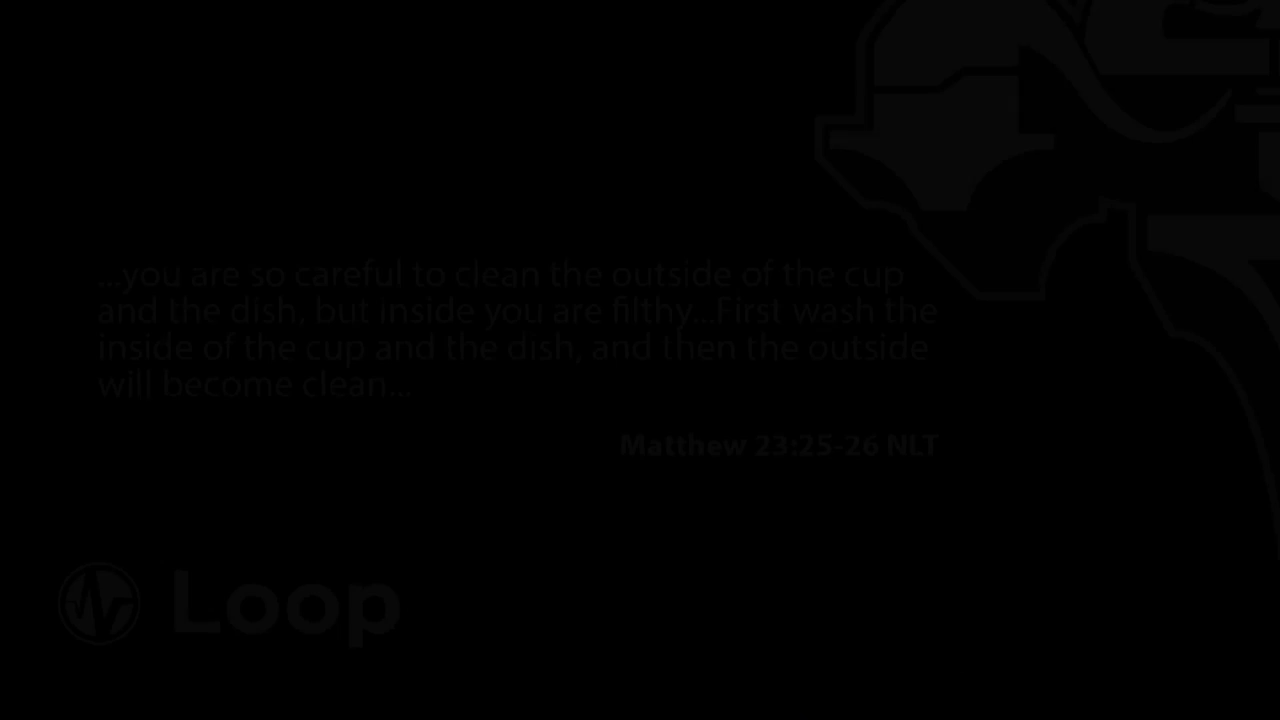 ...you are so careful to clean the outside of the cup
and the dish, but inside you are filthy...First wash the
inside of the cup and the dish, and then the outside
will become clean...
Matthew 23:25-26 NLT
Loop